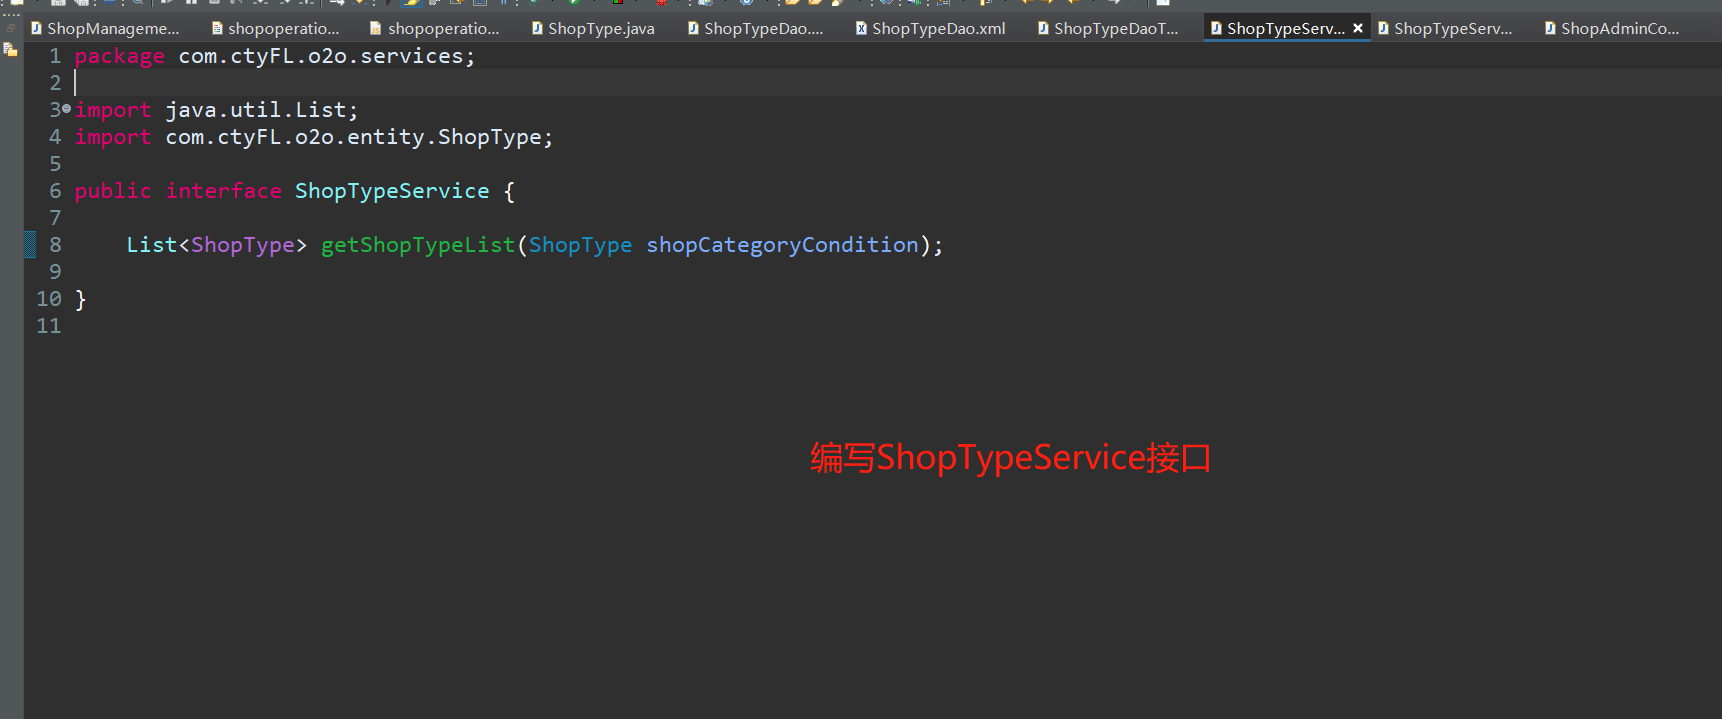 ShopManageme...
shopoperatio...
shopoperatio...
ShopType.java
ShopTypeDao....
ShopTypeDao.xml
ShopTypeDaoT...
ShopTypeServ...
ShopTypeServ...
ShopAdminCo...
1 package com.ctyFL.o2o.services;
2
3 import java.util.List;
4 import com.ctyFL.o2o.entity.ShopType;
5
6 public interface ShopTypeService {
7
8 List<ShopType> getShopTypeList(ShopType shopCategoryCondition);
9
10 }
11
编写ShopTypeService接口